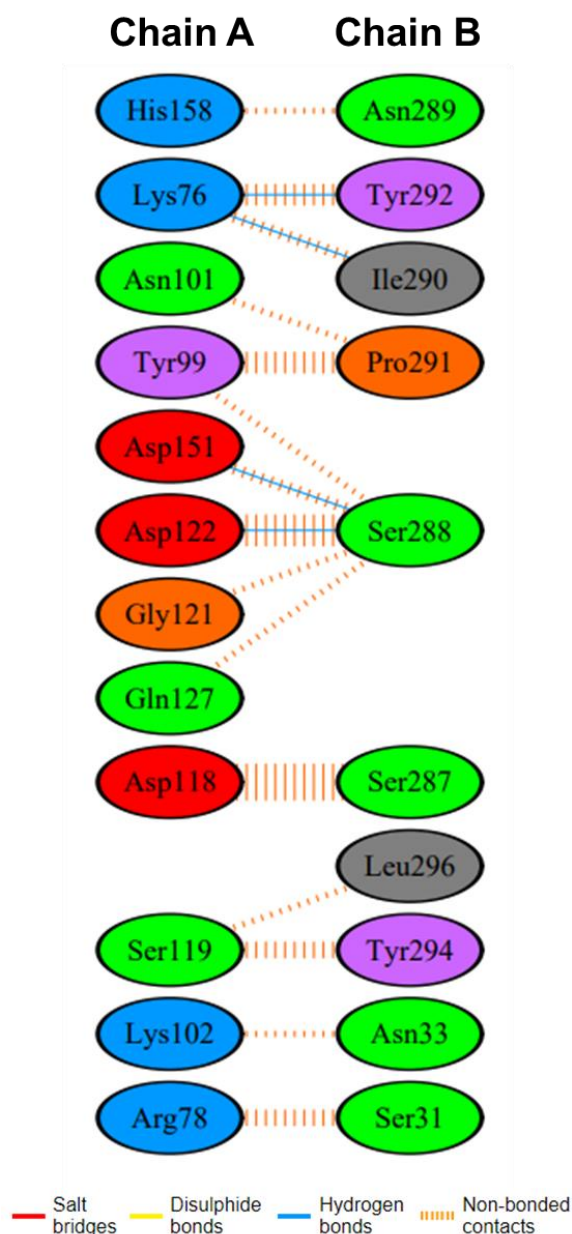 Chain A Chain B
His158 Asn289
Lys76 Tyr292
Asn101 Ile290
Tyr99 Pro291
Asp151
Asp122 Ser288
Gly121
Gln127
Asp118 Ser287
Leu296
Ser119 Tyr294
Lys102 Asn33
Arg78 Ser31
Salt bridges
Disulphide bonds
Hydrogen bonds
Non-bonded contacts